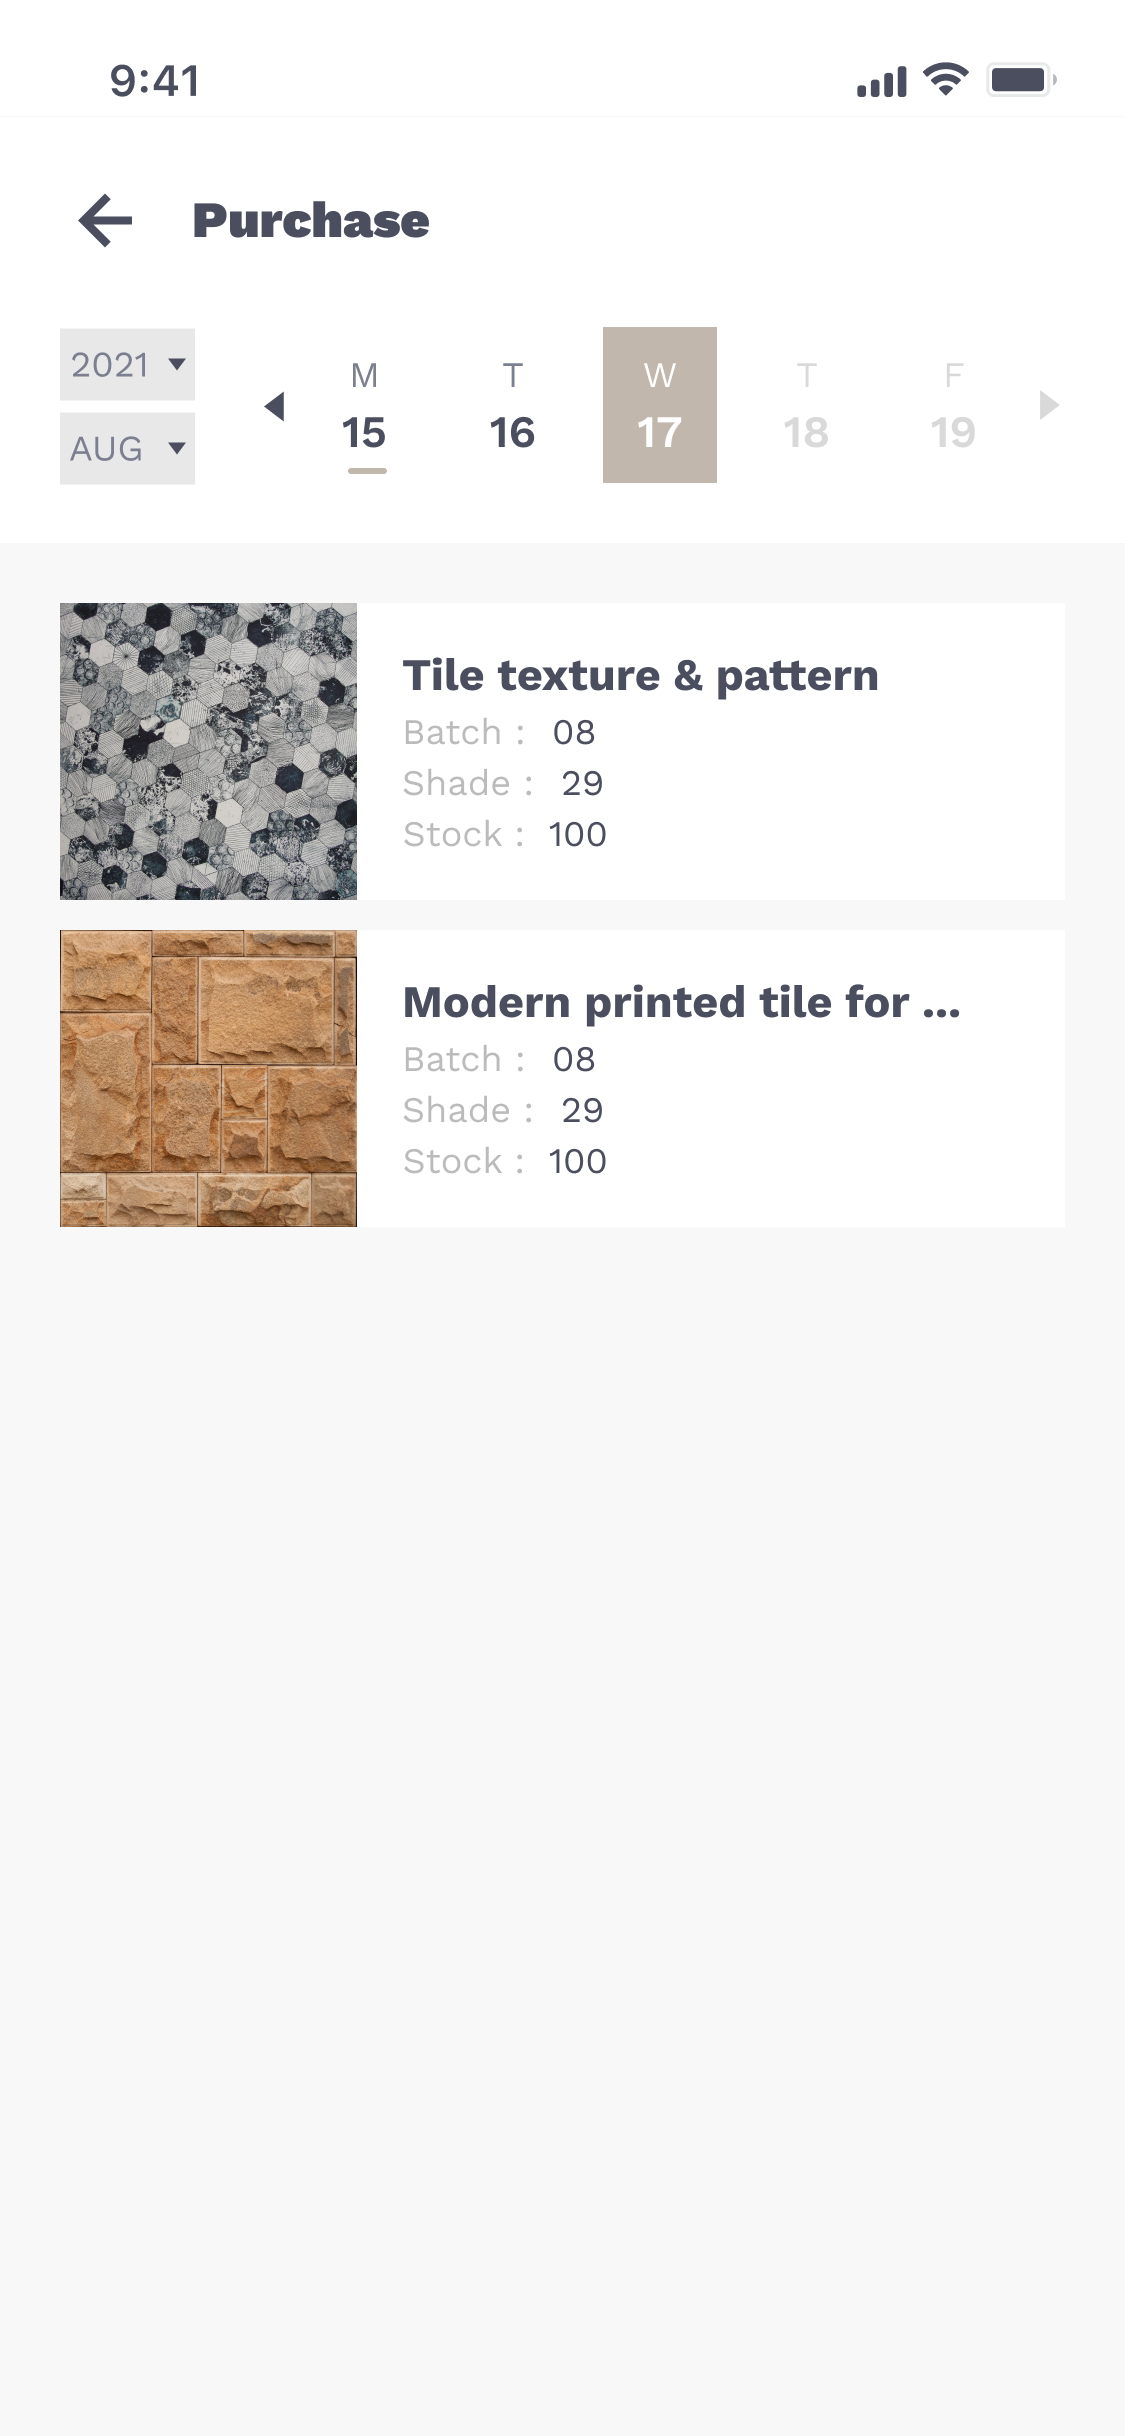 9:41
Purchase
2021
AUG
M T W T F
15 16 17 18 19
Tile texture & pattern
Batch : 08
Shade : 29
Stock : 100
Modern printed tile for ...
Batch : 08
Shade : 29
Stock : 100